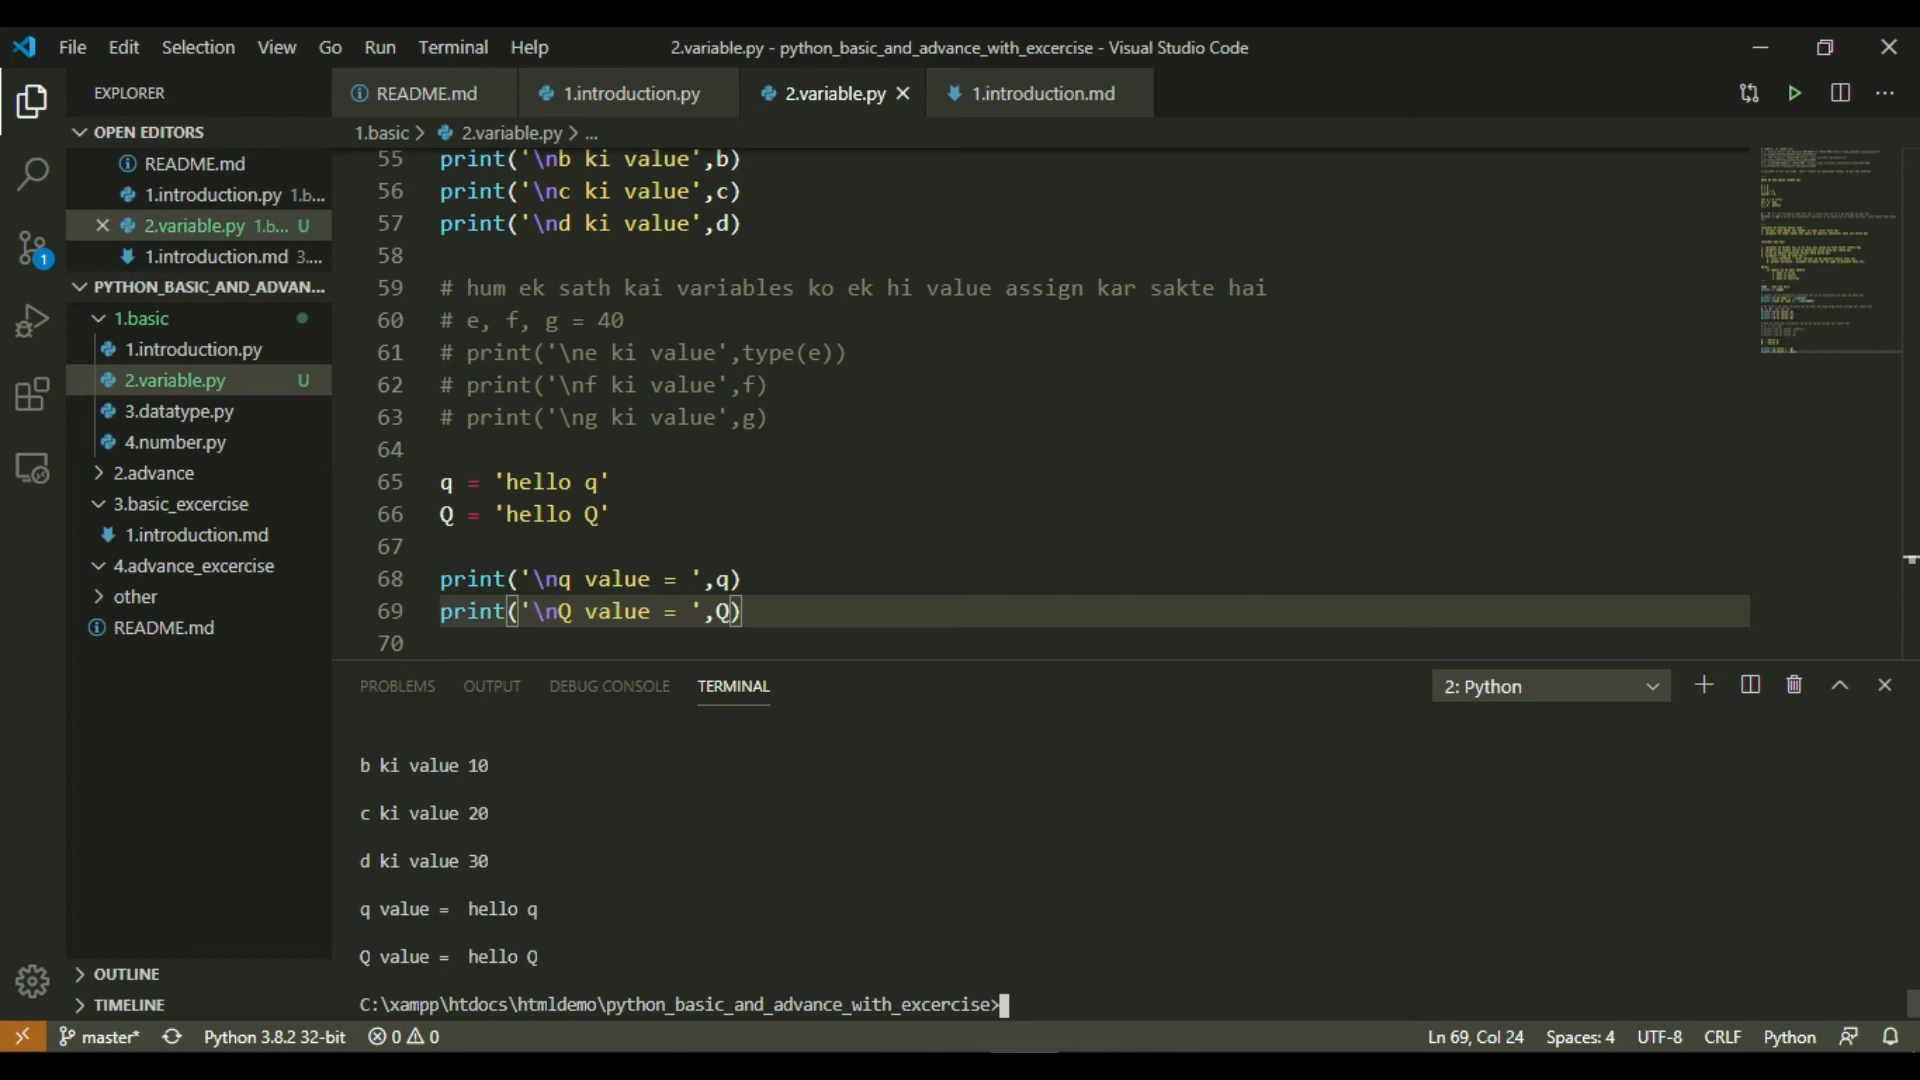 File Edit Selection View Go Run Terminal Help
2.variable.py - python_basic_and_advance_with_excercise - Visual Studio Code
EXPLORER
OPEN EDITORS
README.md
1.introduction.py 1.b...
2.variable.py 1.b... U
1.introduction.md 3....
PYTHON_BASIC_AND_ADVAN...
1.basic
1.introduction.py
2.variable.py U
3.datatype.py
4.number.py
2.advance
3.basic_excercise
1.introduction.md
4.advance_excercise
other
README.md
OUTLINE
TIMELINE
README.md 1.introduction.py 2.variable.py 1.introduction.md
1.basic > 2.variable.py > ...
55 print('\nb ki value',b)
56 print('\nc ki value',c)
57 print('\nd ki value',d)
58
59 # hum ek sath kai variables ko ek hi value assign kar sakte hai
60 # e, f, g = 40
61 # print('\ne ki value',type(e))
62 # print('\nf ki value',f)
63 # print('\ng ki value',g)
64
65 q = 'hello q'
66 Q = 'hello Q'
67
68 print('\nq value = ',q)
69 print('\nQ value = ',Q)
70
PROBLEMS OUTPUT DEBUG CONSOLE TERMINAL 2: Python
b ki value 10
c ki value 20
d ki value 30
q value =  hello q
Q value =  hello Q
C:\xampp\htdocs\htmldemo\python_basic_and_advance_with_excercise>
1
master* Python 3.8.2 32-bit 0 0 Ln 69, Col 24 Spaces: 4 UTF-8 CRLF Python